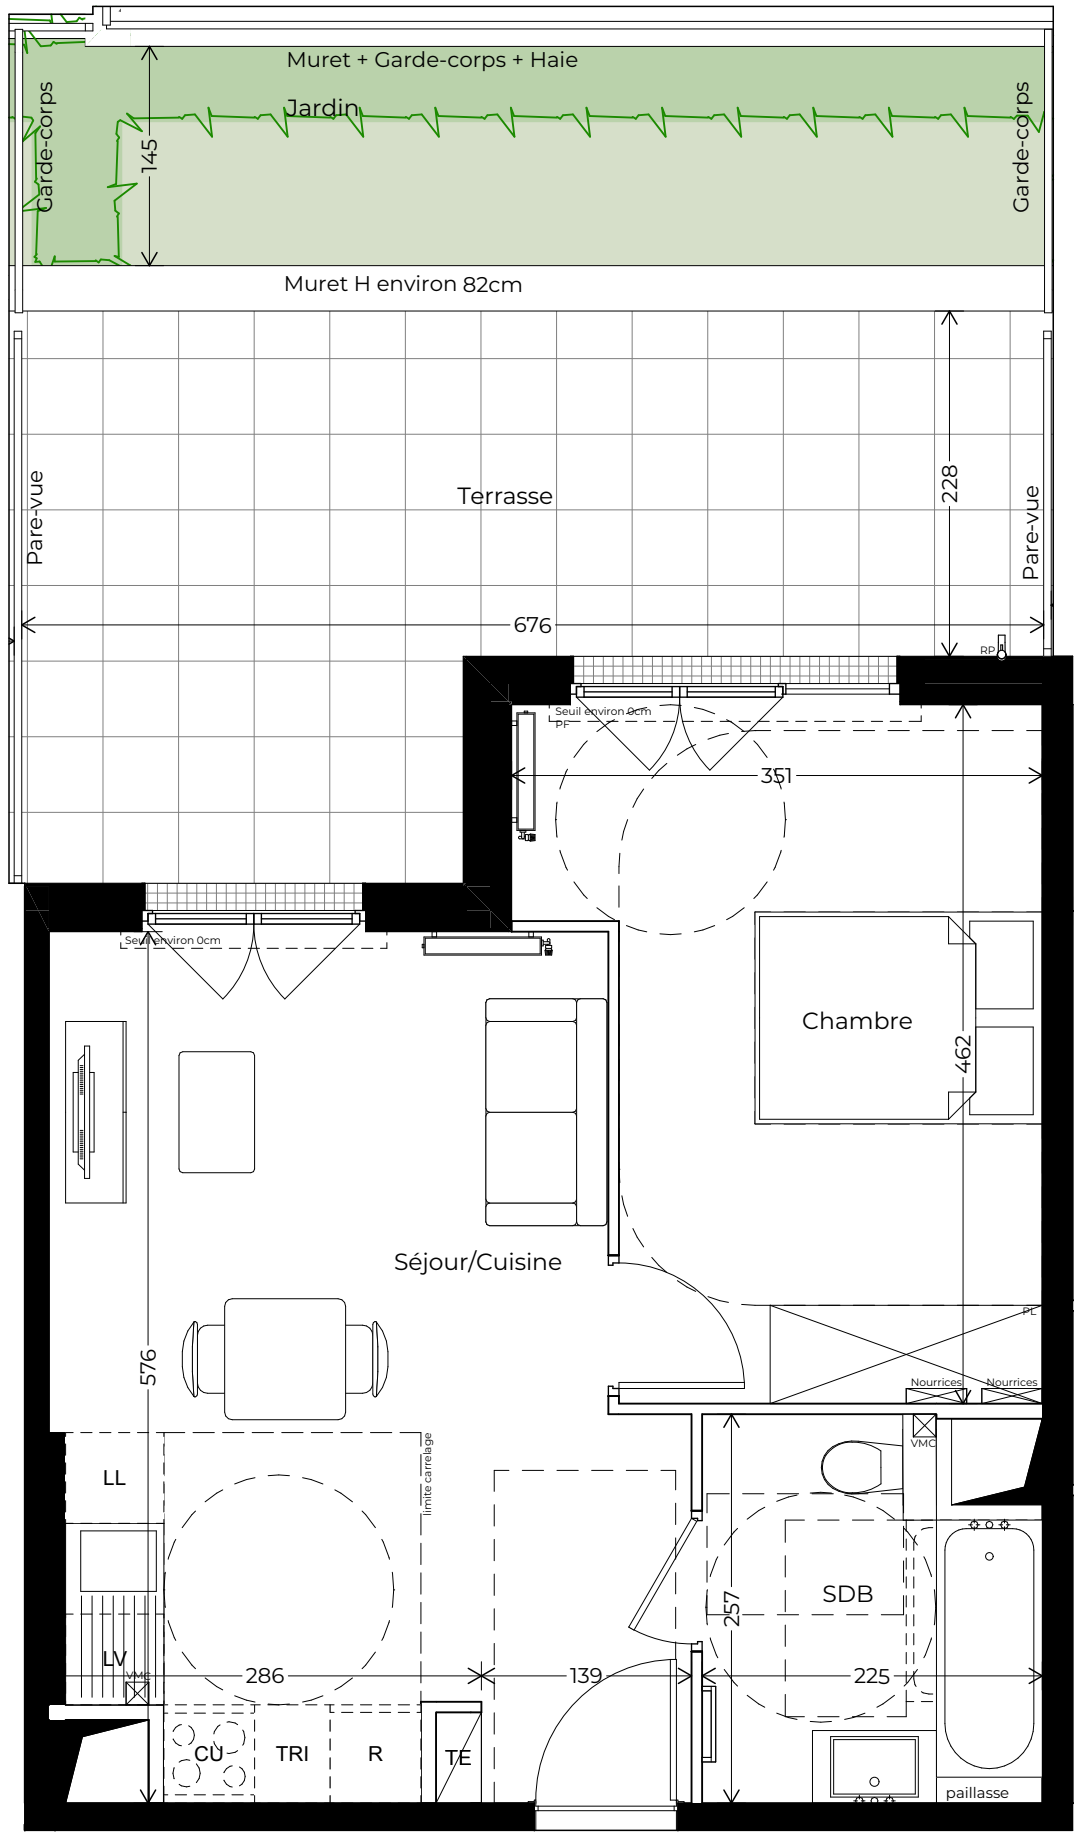 Muret + Garde-corps + Haie
Jardin
Garde-corps
145
Garde-corps
Muret H environ 82cm
Terrasse
228
Pare-vue
Pare-vue
676
RP
Seuil environ 0cm
PF
351
Seuil environ 0cm
Chambre
462
Séjour/Cuisine
576
PL
Nourrices
Nourrices
limite carrelage
VMC
LL
SDB
257
LV
VMC
286
139
225
CU
TRI
R
TE
paillasse